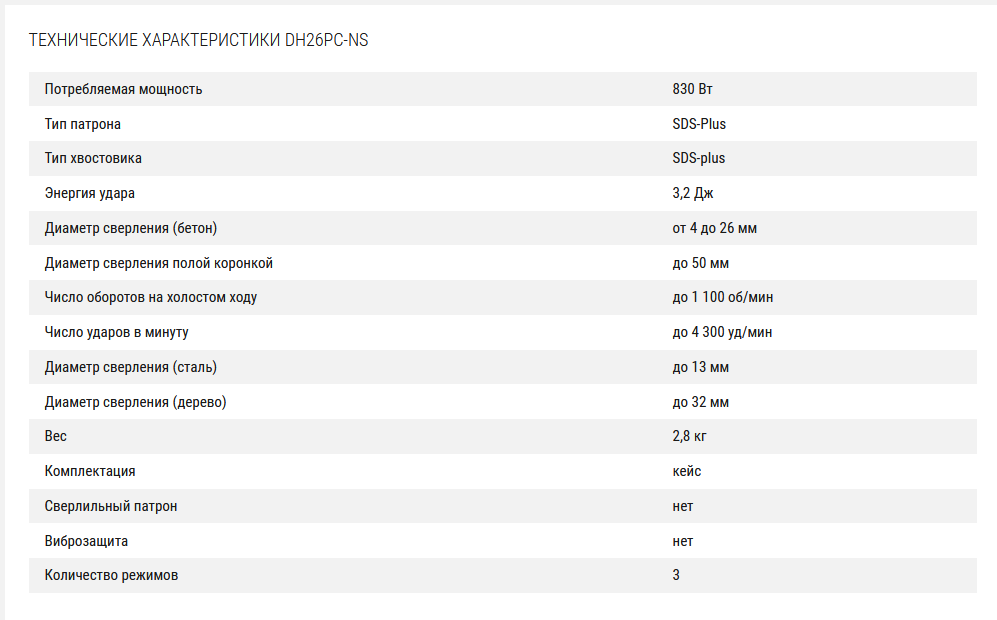 ТЕХНИЧЕСКИЕ ХАРАКТЕРИСТИКИ DH26PC-NS
Потребляемая мощность 830 Вт
Тип патрона SDS-Plus
Тип хвостовика SDS-plus
Энергия удара 3,2 Дж
Диаметр сверления (бетон) от 4 до 26 мм
Диаметр сверления полой коронкой до 50 мм
Число оборотов на холостом ходу до 1 100 об/мин
Число ударов в минуту до 4 300 уд/мин
Диаметр сверления (сталь) до 13 мм
Диаметр сверления (дерево) до 32 мм
Вес 2,8 кг
Комплектация кейс
Сверлильный патрон нет
Виброзащита нет
Количество режимов 3